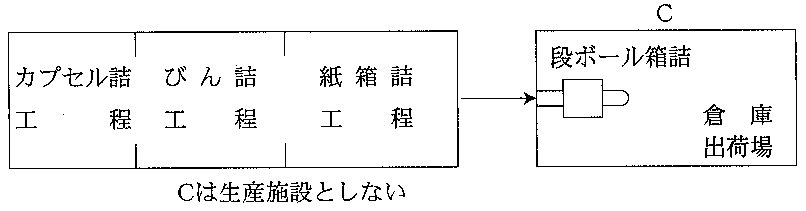 C
カプセル詰 びん詰 紙箱詰
工程 工程 工程
段ボール箱詰
倉庫
出荷場
Cは生産施設としない